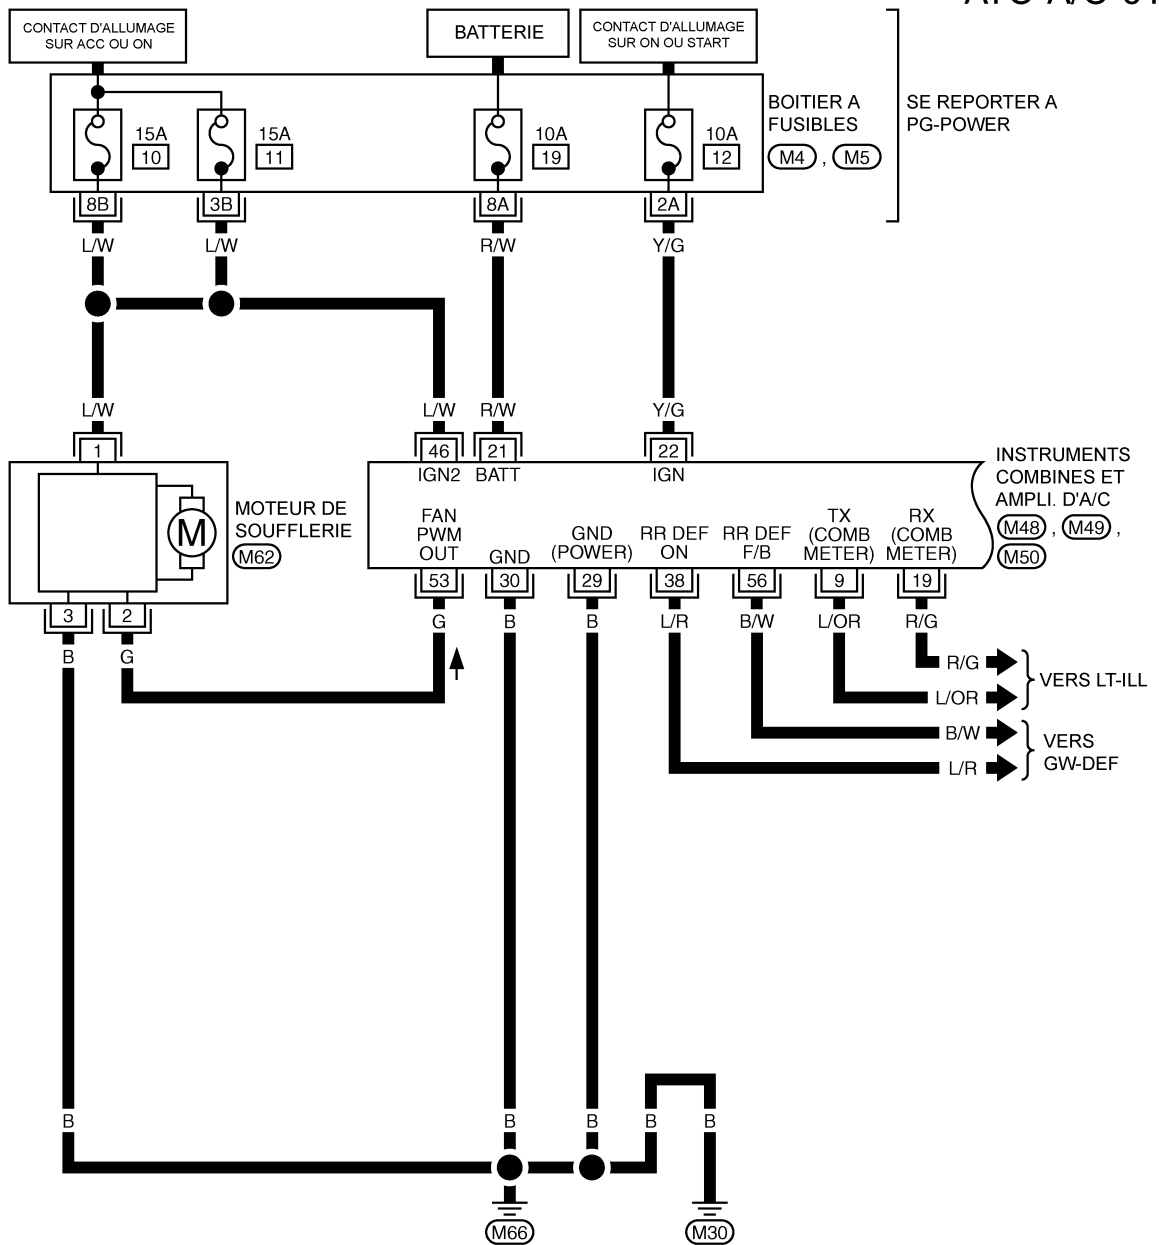 CONTACT D'ALLUMAGE
SUR ACC OU ON
BATTERIE
CONTACT D'ALLUMAGE
SUR ON OU START
15A
10
15A
11
10A
19
10A
12
BOITIER A
FUSIBLES
M4 , M5
SE REPORTER A
PG-POWER
8B
3B
8A
2A
L/W
L/W
R/W
Y/G
L/W
L/W
R/W
Y/G
1
46
21
22
IGN2
BATT
IGN
INSTRUMENTS
COMBINES ET
AMPLI. D'A/C
M48 , M49 ,
M50
MOTEUR DE
SOUFFLERIE
M62
M
FAN
PWM
OUT
GND
GND
(POWER)
RR DEF
ON
RR DEF
F/B
TX
(COMB
METER)
RX
(COMB
METER)
53
30
29
38
56
9
19
3
2
G
B
B
L/R
B/W
L/OR
R/G
B
G
R/G
L/OR
VERS LT-ILL
B/W
L/R
VERS
GW-DEF
B
B
B
B
B
M66
M30